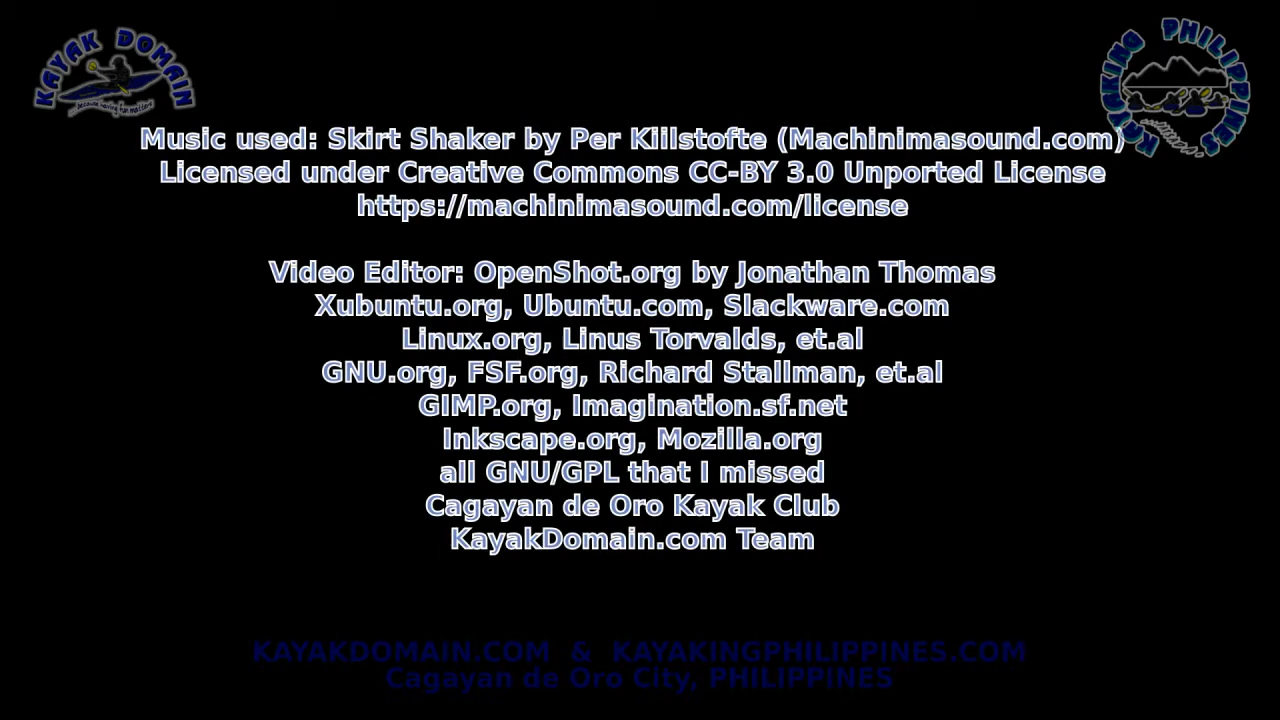 KAYAK DOMAIN
because having fun matters
KAYAKING PHILIPPINES
Music used: Skirt Shaker by Per Kiilstofte (Machinimasound.com)
Licensed under Creative Commons CC-BY 3.0 Unported License
https://machinimasound.com/license
Video Editor: OpenShot.org by Jonathan Thomas
Xubuntu.org, Ubuntu.com, Slackware.com
Linux.org, Linus Torvalds, et.al
GNU.org, FSF.org, Richard Stallman, et.al
GIMP.org, Imagination.sf.net
Inkscape.org, Mozilla.org
all GNU/GPL that I missed
Cagayan de Oro Kayak Club
KayakDomain.com Team
KAYAKDOMAIN.COM & KAYAKINGPHILIPPINES.COM
Cagayan de Oro City, PHILIPPINES